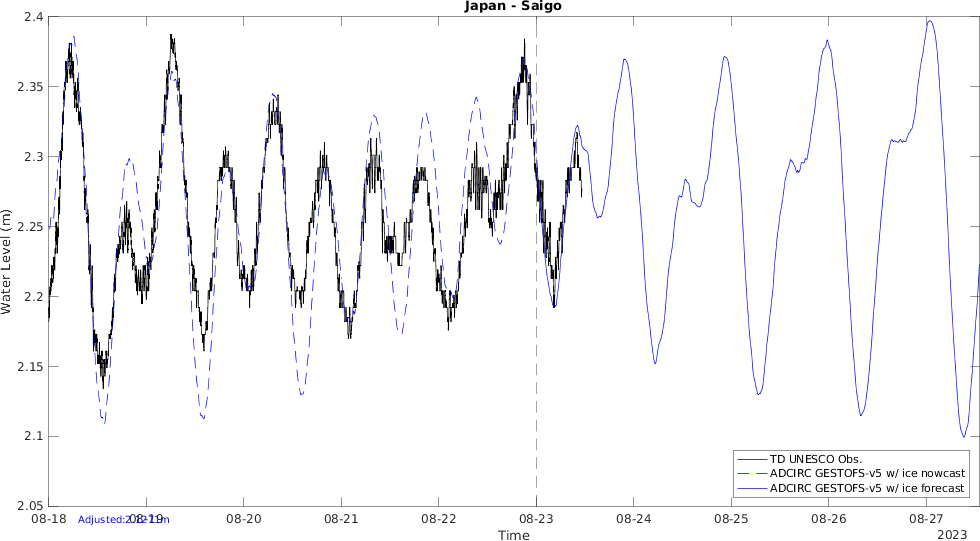 Japan - Saigo
2.4
2.35
2.3
2.25
2.2
2.15
2.1
2.05
Water Level (m)
TD UNESCO Obs.
ADCIRC GESTOFS-v5 w/ ice nowcast
ADCIRC GESTOFS-v5 w/ ice forecast
08-18 08-19 08-20 08-21 08-22 08-23 08-24 08-25 08-26 08-27
Time
2023